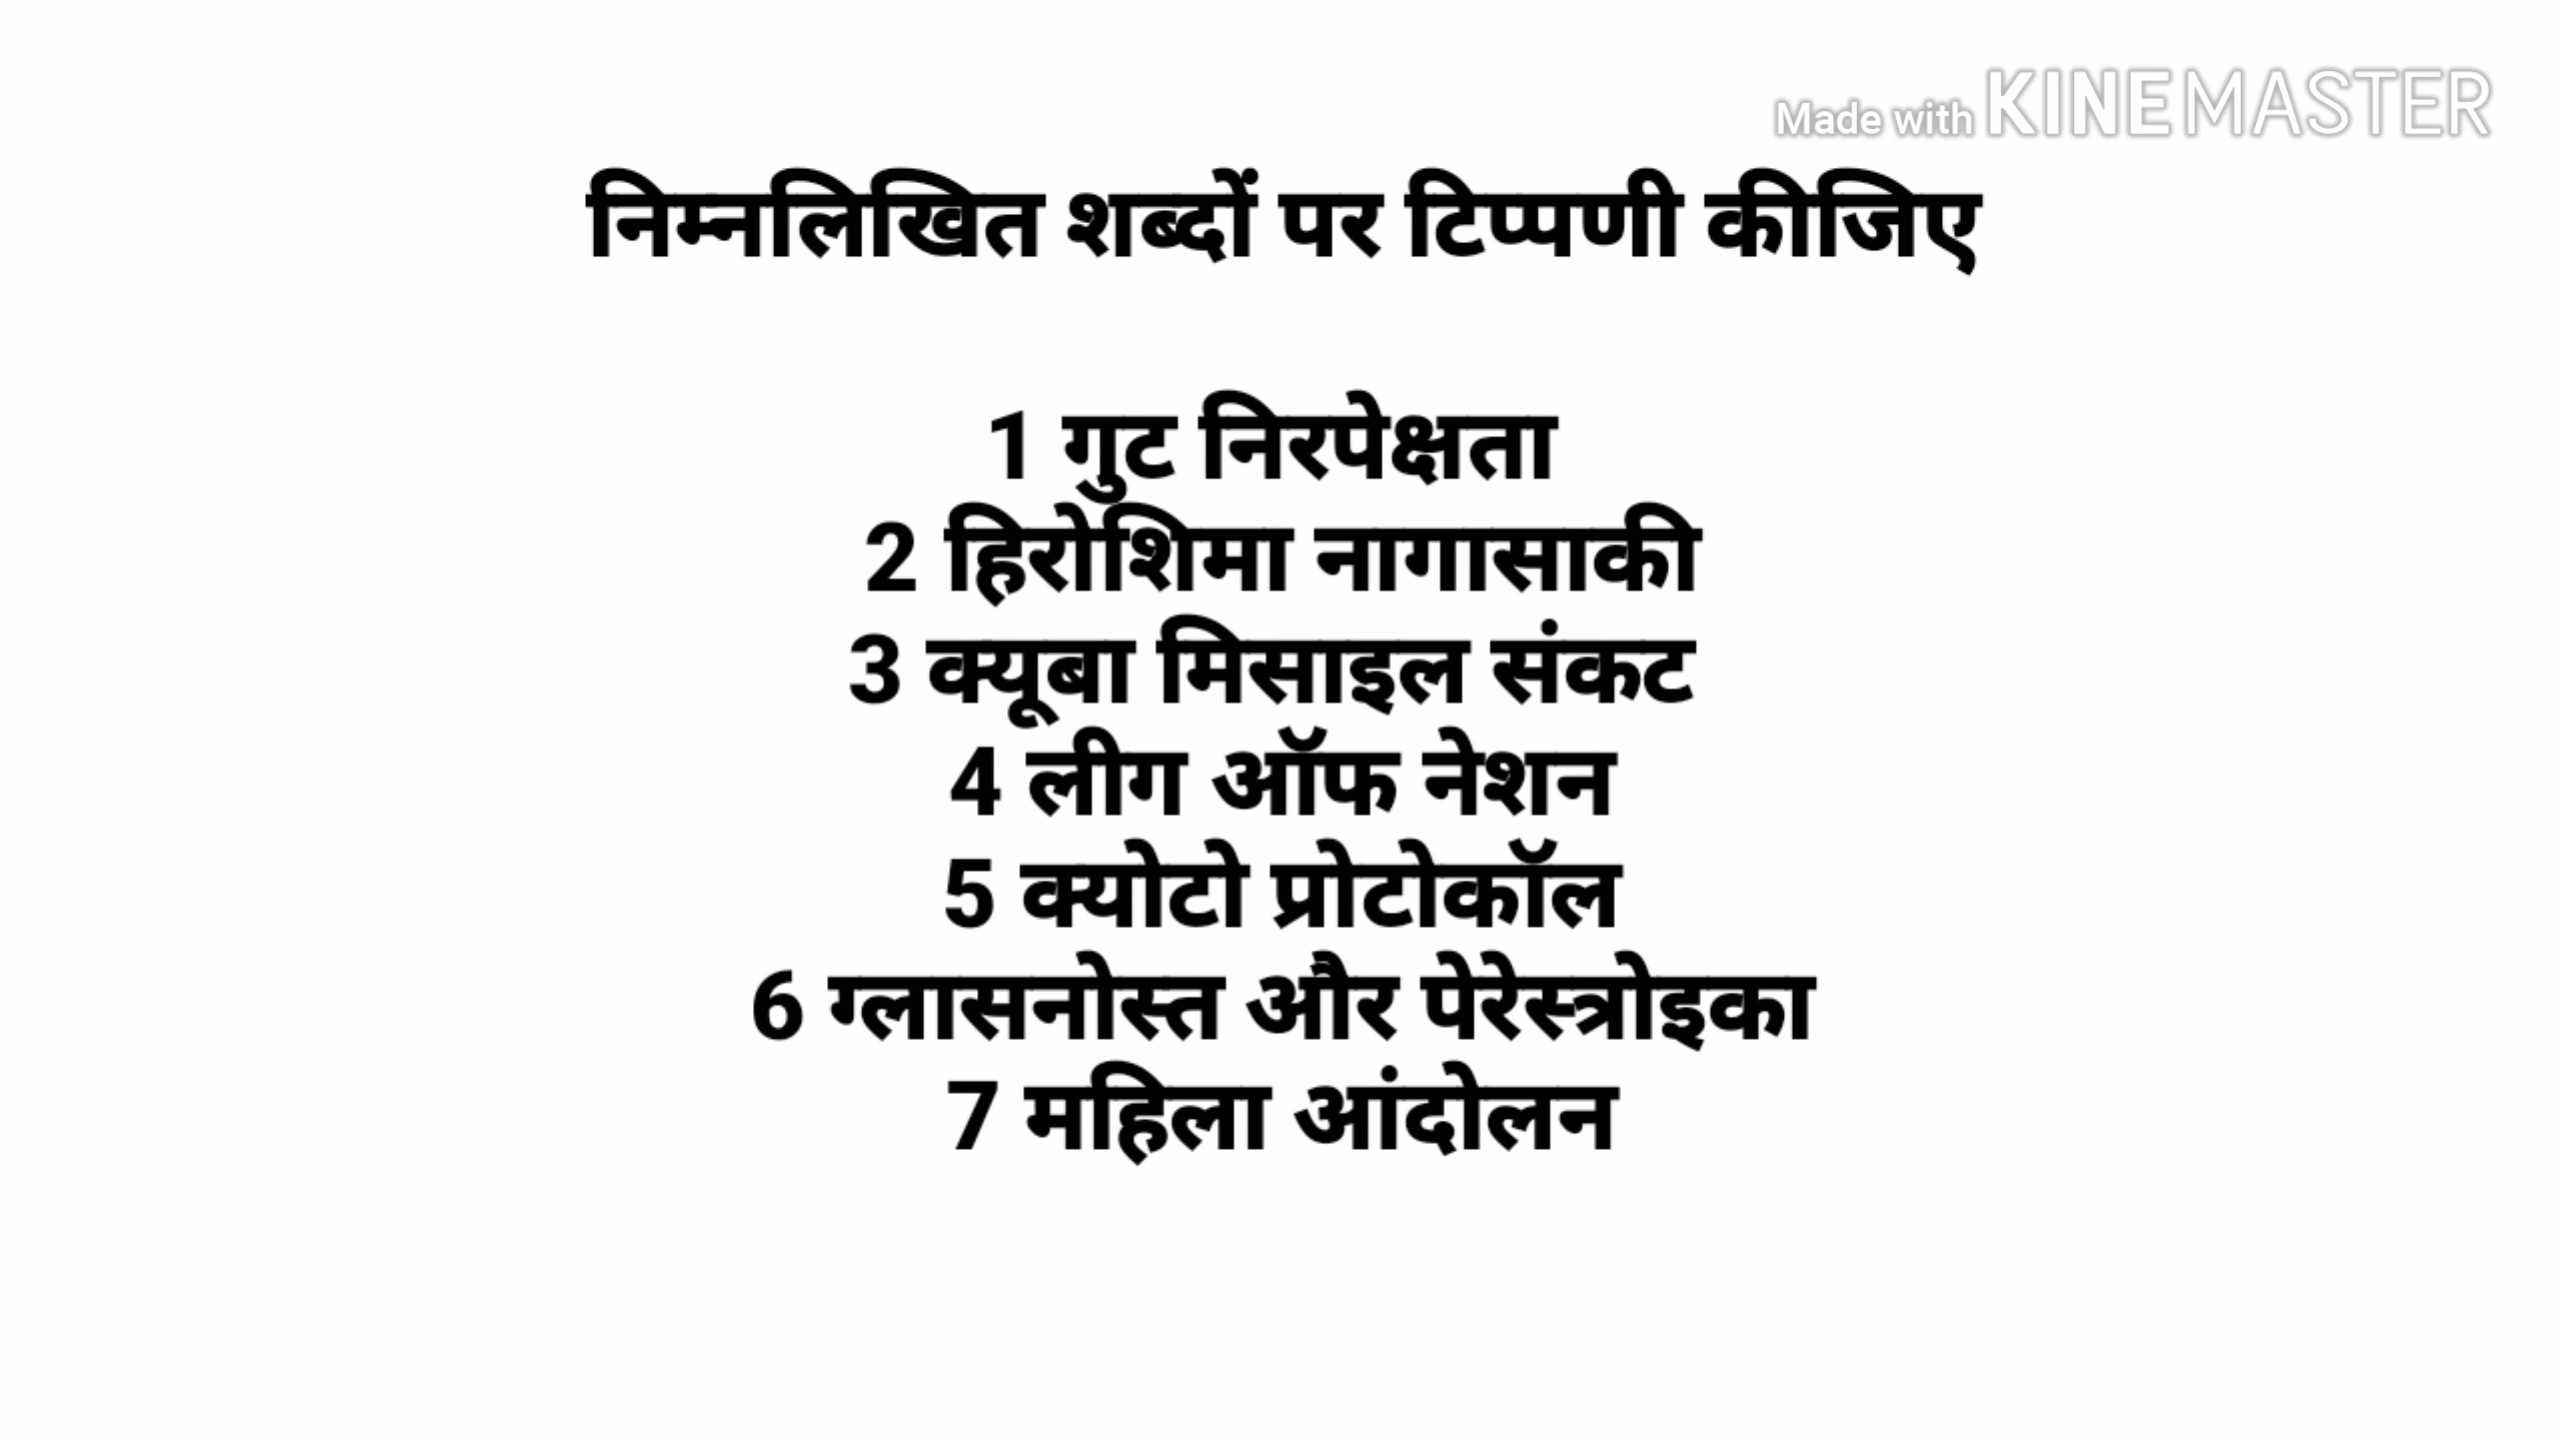 Made with KINEMASTER
निम्नलिखित शब्दों पर टिप्पणी कीजिए
1 गुट निरपेक्षता
2 हिरोशिमा नागासाकी
3 क्यूबा मिसाइल संकट
4 लीग ऑफ नेशन
5 क्योटो प्रोटोकॉल
6 ग्लासनोस्त और पेरेस्त्रोइका
7 महिला आंदोलन